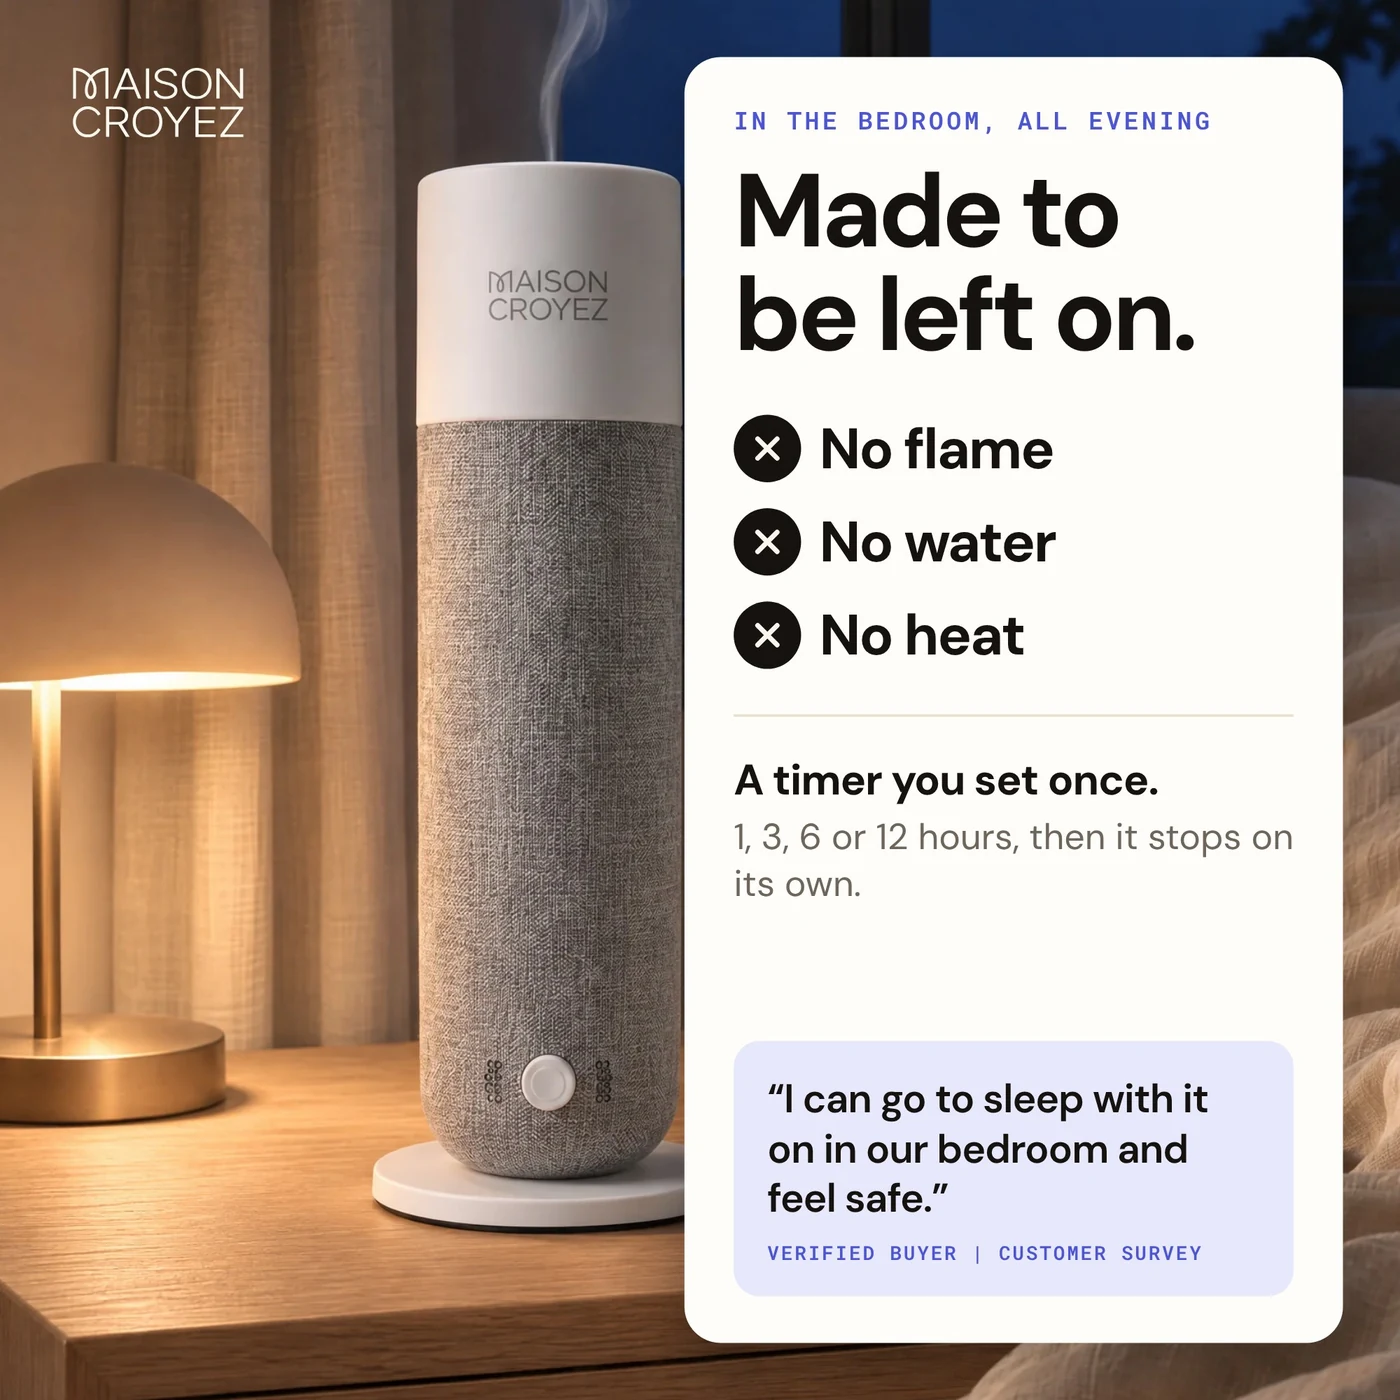 MAISON
CROYEZ
MAISON
CROYEZ
IN THE BEDROOM, ALL EVENING
Made to
be left on.
No flame
No water
No heat
A timer you set once.
1, 3, 6 or 12 hours, then it stops on
its own.
“I can go to sleep with it
on in our bedroom and
feel safe.”
VERIFIED BUYER | CUSTOMER SURVEY